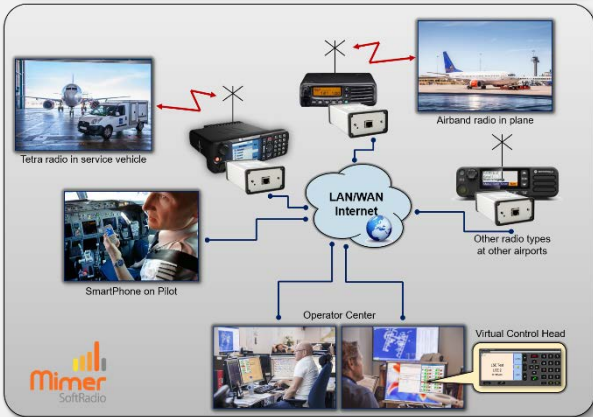 Tetra radio in service vehicle
Airband radio in plane
LAN/WAN
Internet
Other radio types
at other airports
SmartPhone on Pilot
Operator Center
Virtual Control Head
Mimer
SoftRadio